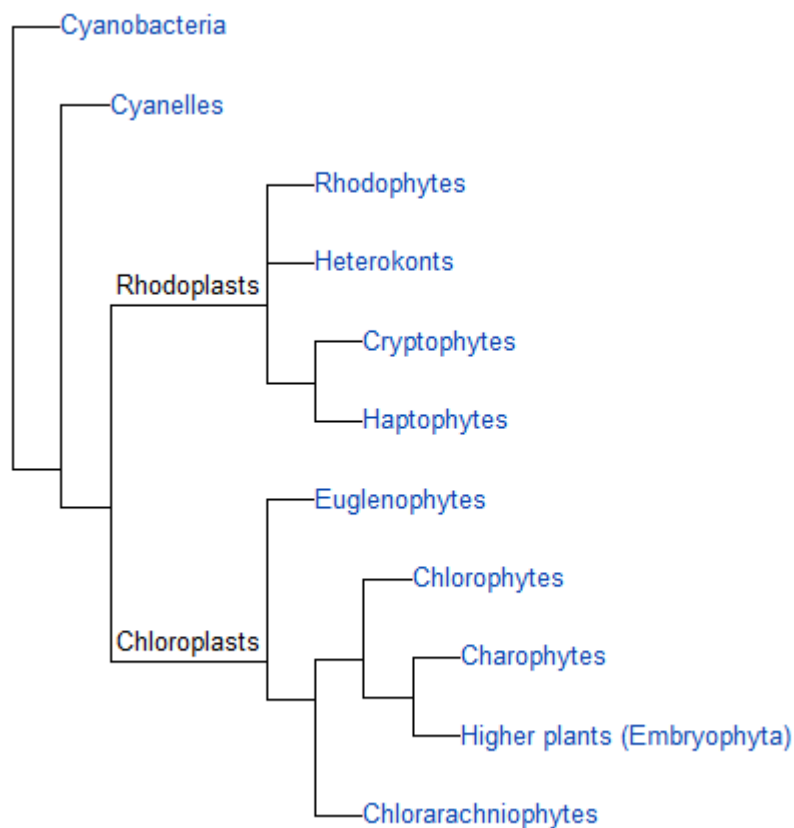 Cyanobacteria
Cyanelles
Rhodophytes
Heterokonts
Rhodoplasts
Cryptophytes
Haptophytes
Euglenophytes
Chlorophytes
Chloroplasts
Charophytes
Higher plants (Embryophyta)
Chlorarachniophytes